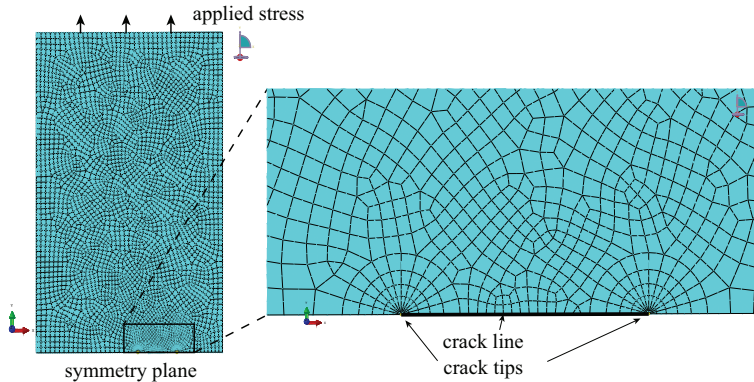 applied stress
crack line
crack tips
symmetry plane